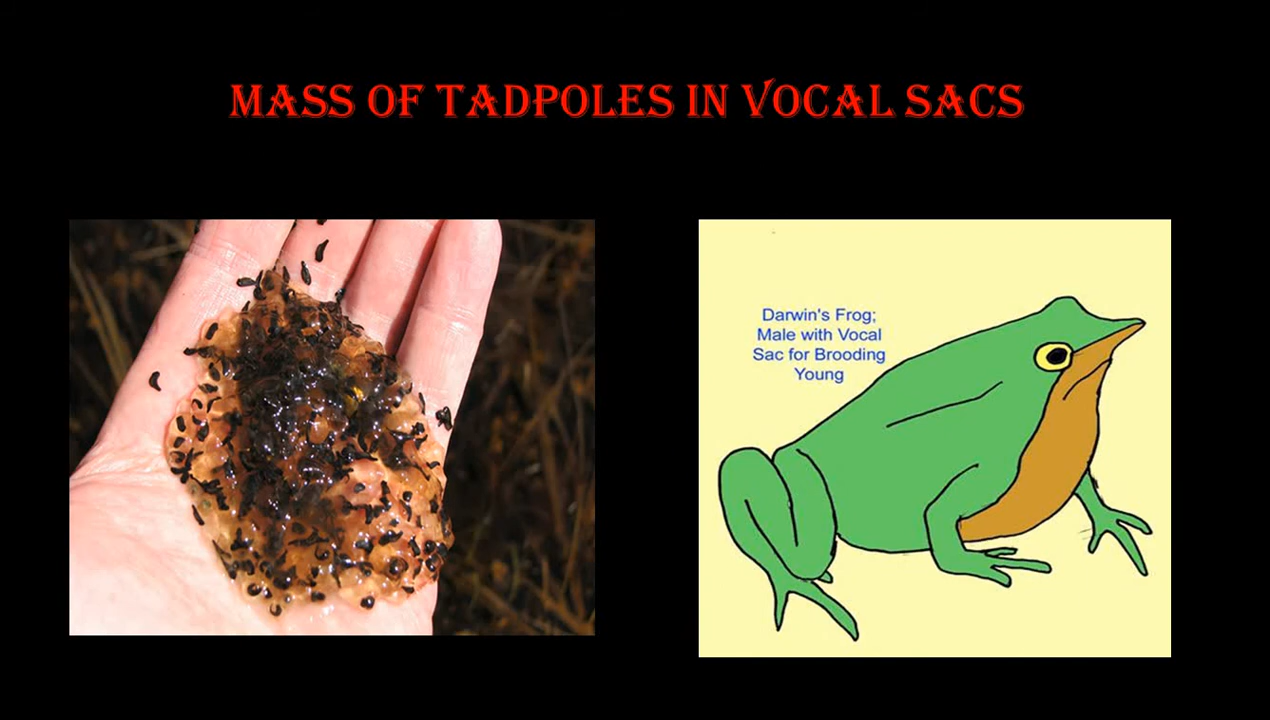 MASS OF TADPOLES IN VOCAL SACS
Darwin's Frog;
Male with Vocal
Sac for Brooding
Young